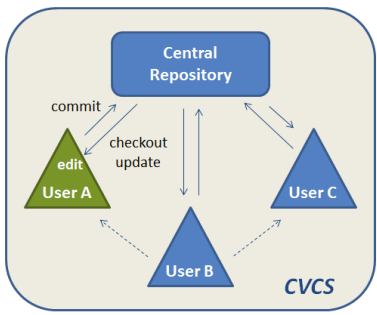 Central
Repository
commit
checkout
update
edit
User A
User C
User B
CVCS